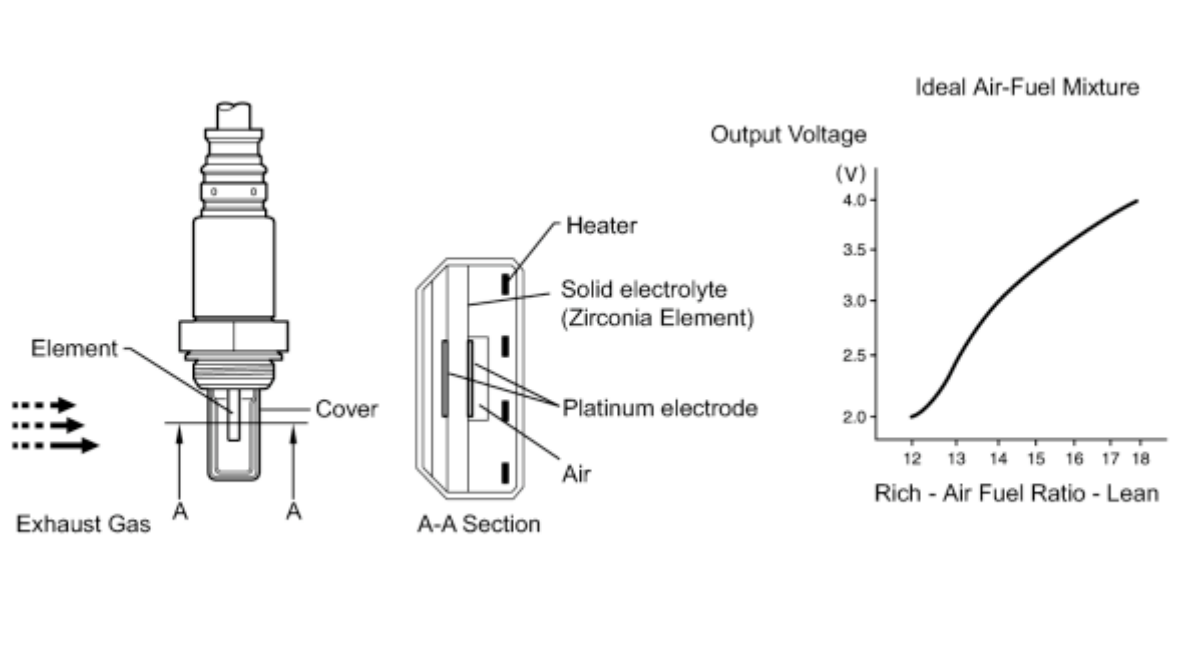 Ideal Air-Fuel Mixture
Output Voltage
(V)
4.0
3.5
3.0
2.5
2.0
12 13 14 15 16 17 18
Rich - Air Fuel Ratio - Lean
Heater
Solid electrolyte
(Zirconia Element)
Platinum electrode
Air
A-A Section
Element
Cover
A A
Exhaust Gas